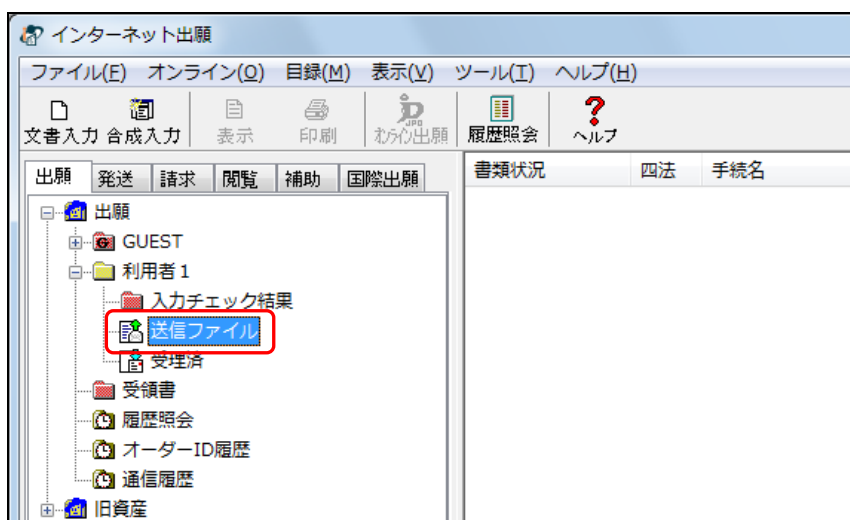 インターネット出願
ファイル(F) オンライン(O) 目録(M) 表示(V) ツール(T) ヘルプ(H)
文書入力 合成入力 表示 印刷 オンライン出願 履歴照会 ヘルプ
出願 発送 請求 閲覧 補助 国際出願
書類状況 四法 手続名
出願
GUEST
利用者1
入力チェック結果
送信ファイル
受理済
受領書
履歴照会
オーダーID履歴
通信履歴
旧資産